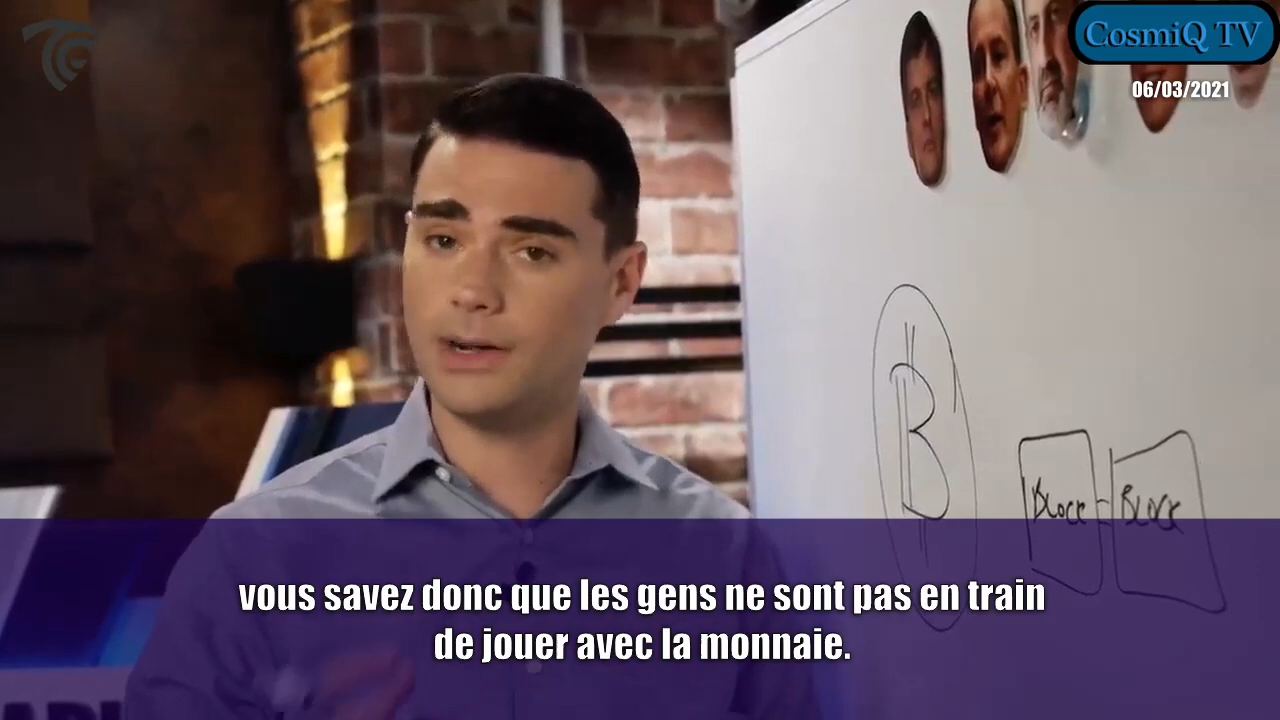 CosmiQ TV
06/03/2021
BLOCK BLOCK
vous savez donc que les gens ne sont pas en train
de jouer avec la monnaie.